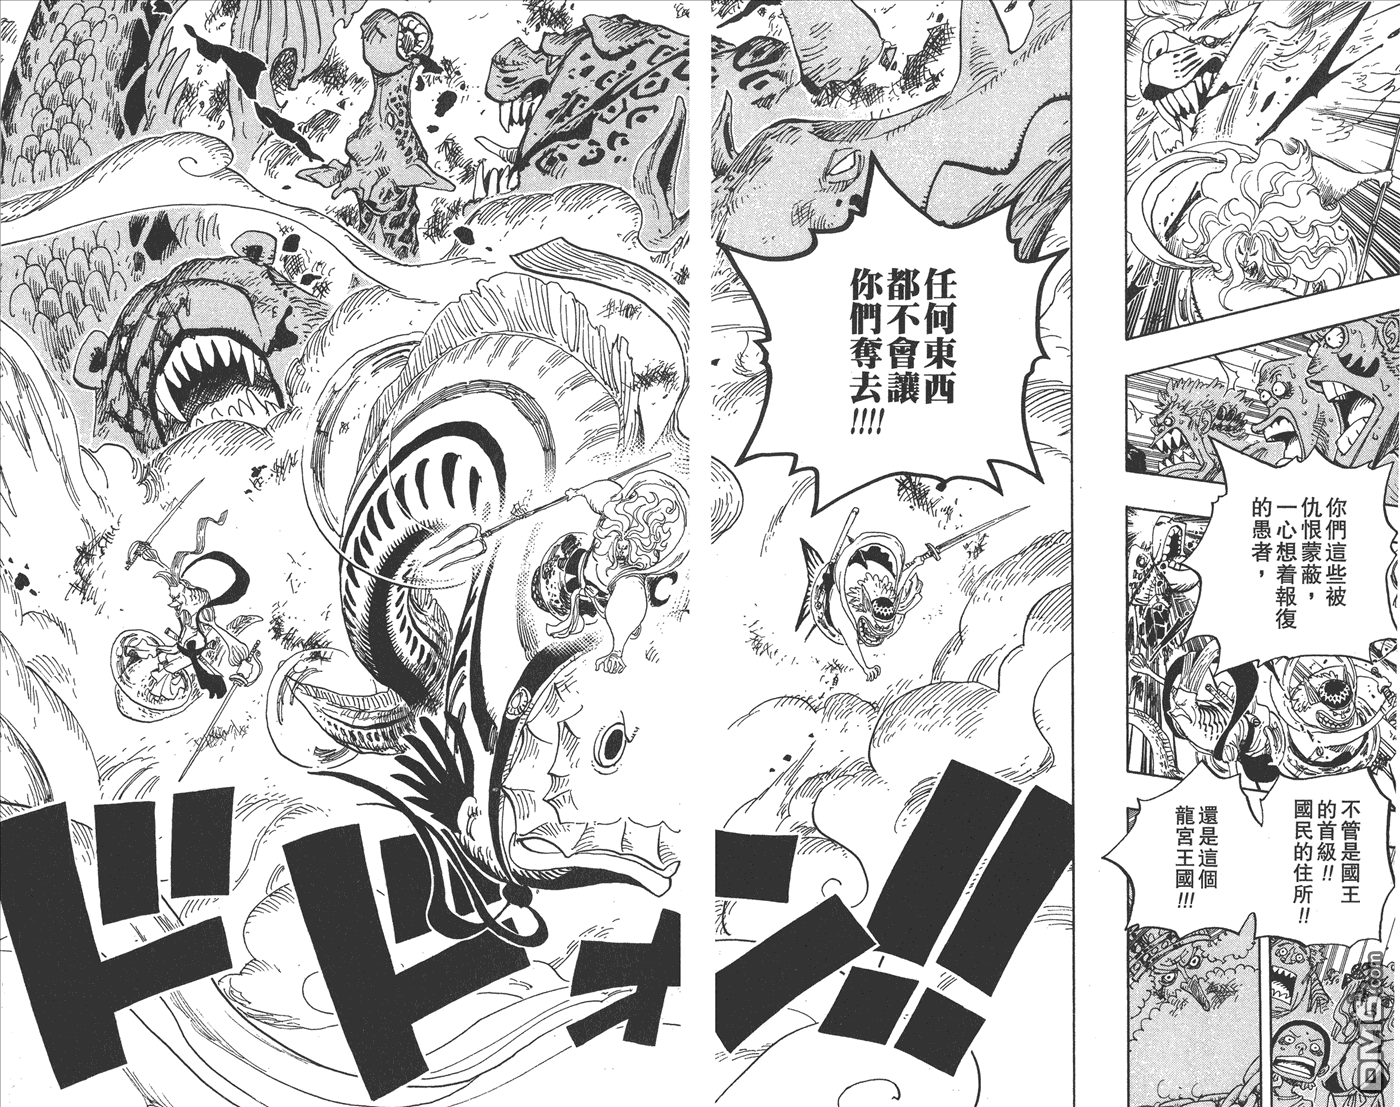 你們這些被
仇恨蒙蔽，
一心想着報復
的愚者，
不管是國王
的首級!!
國民的住所!!
還是這個
龍宮王國!!!
任何東西
都不會讓
你們奪去!!!!
ドドォン!!
DMG.com